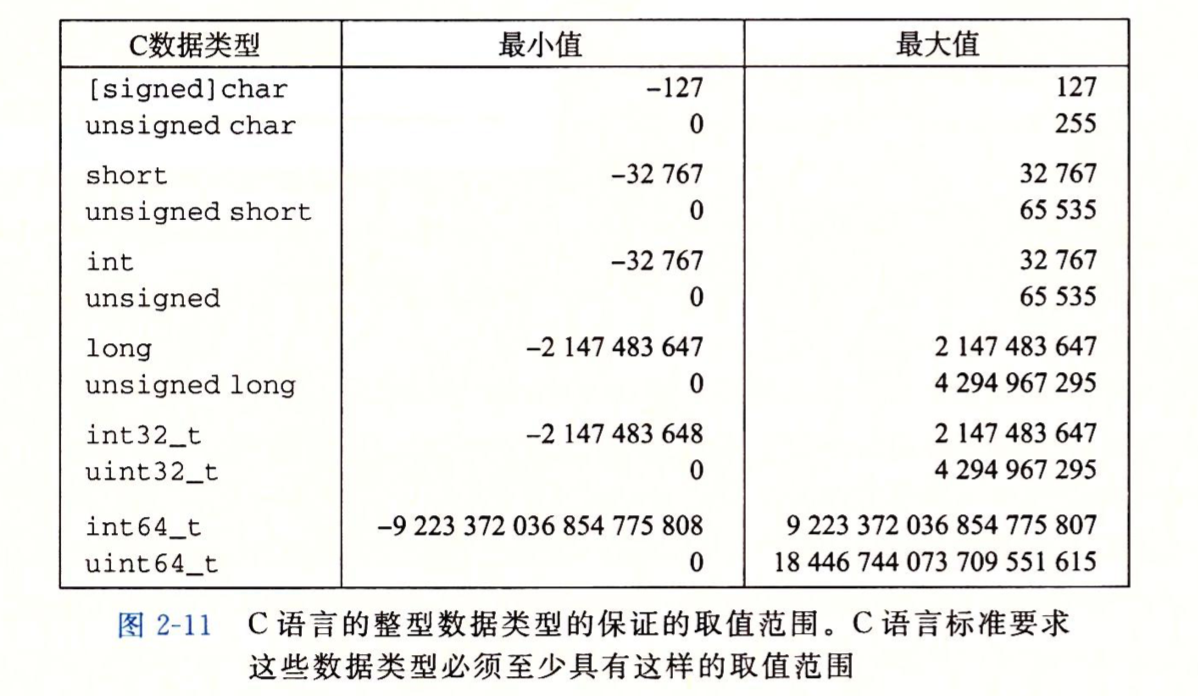 C数据类型 最小值 最大值
[signed]char -127 127
unsigned char 0 255
short -32 767 32 767
unsigned short 0 65 535
int -32 767 32 767
unsigned 0 65 535
long -2 147 483 647 2 147 483 647
unsigned long 0 4 294 967 295
int32_t -2 147 483 648 2 147 483 647
uint32_t 0 4 294 967 295
int64_t -9 223 372 036 854 775 808 9 223 372 036 854 775 807
uint64_t 0 18 446 744 073 709 551 615
图 2-11 C 语言的整型数据类型的保证的取值范围。C 语言标准要求
这些数据类型必须至少具有这样的取值范围